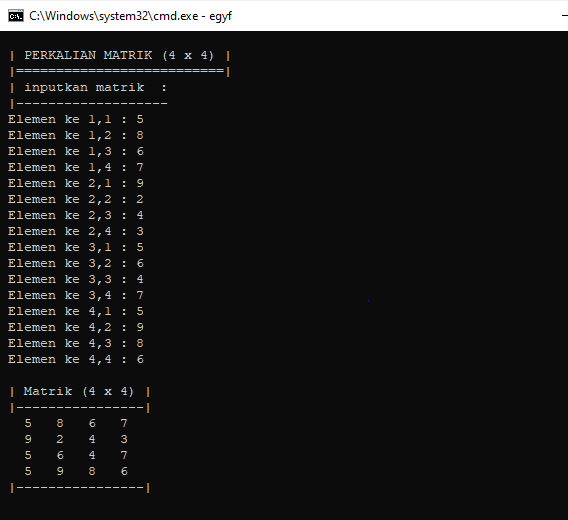 C:\Windows\system32\cmd.exe - egyf
| PERKALIAN MATRIK (4 x 4) |
|==========================|
| inputkan matrik  :
|-------------------
Elemen ke 1,1 : 5
Elemen ke 1,2 : 8
Elemen ke 1,3 : 6
Elemen ke 1,4 : 7
Elemen ke 2,1 : 9
Elemen ke 2,2 : 2
Elemen ke 2,3 : 4
Elemen ke 2,4 : 3
Elemen ke 3,1 : 5
Elemen ke 3,2 : 6
Elemen ke 3,3 : 4
Elemen ke 3,4 : 7
Elemen ke 4,1 : 5
Elemen ke 4,2 : 9
Elemen ke 4,3 : 8
Elemen ke 4,4 : 6
| Matrik (4 x 4) |
|----------------|
  5   8   6   7
  9   2   4   3
  5   6   4   7
  5   9   8   6
|----------------|